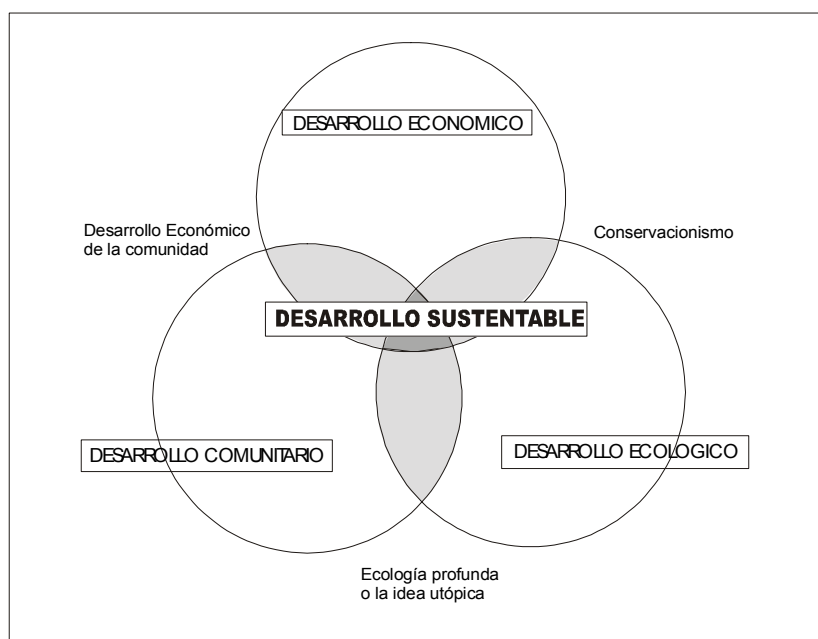 DESARROLLO ECONOMICO
Desarrollo Económico
de la comunidad
Conservacionismo
DESARROLLO SUSTENTABLE
DESARROLLO COMUNITARIO
DESARROLLO ECOLOGICO
Ecología profunda
o la idea utópica